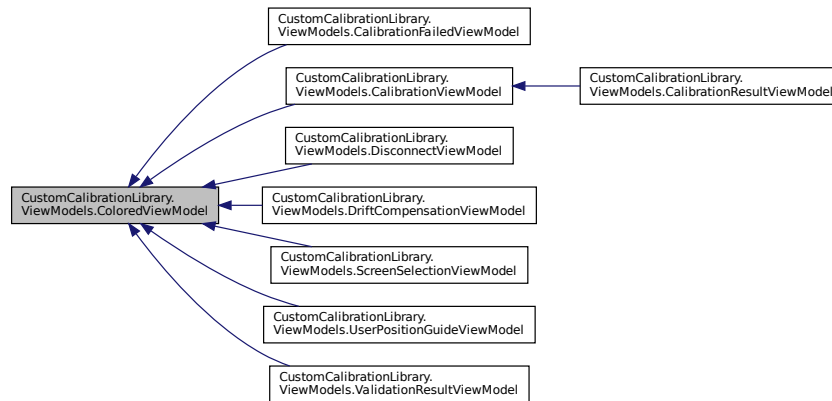 CustomCalibrationLibrary.
ViewModels.CalibrationFailedViewModel
CustomCalibrationLibrary.
ViewModels.CalibrationViewModel
CustomCalibrationLibrary.
ViewModels.CalibrationResultViewModel
CustomCalibrationLibrary.
ViewModels.DisconnectViewModel
CustomCalibrationLibrary.
ViewModels.ColoredViewModel
CustomCalibrationLibrary.
ViewModels.DriftCompensationViewModel
CustomCalibrationLibrary.
ViewModels.ScreenSelectionViewModel
CustomCalibrationLibrary.
ViewModels.UserPositionGuideViewModel
CustomCalibrationLibrary.
ViewModels.ValidationResultViewModel